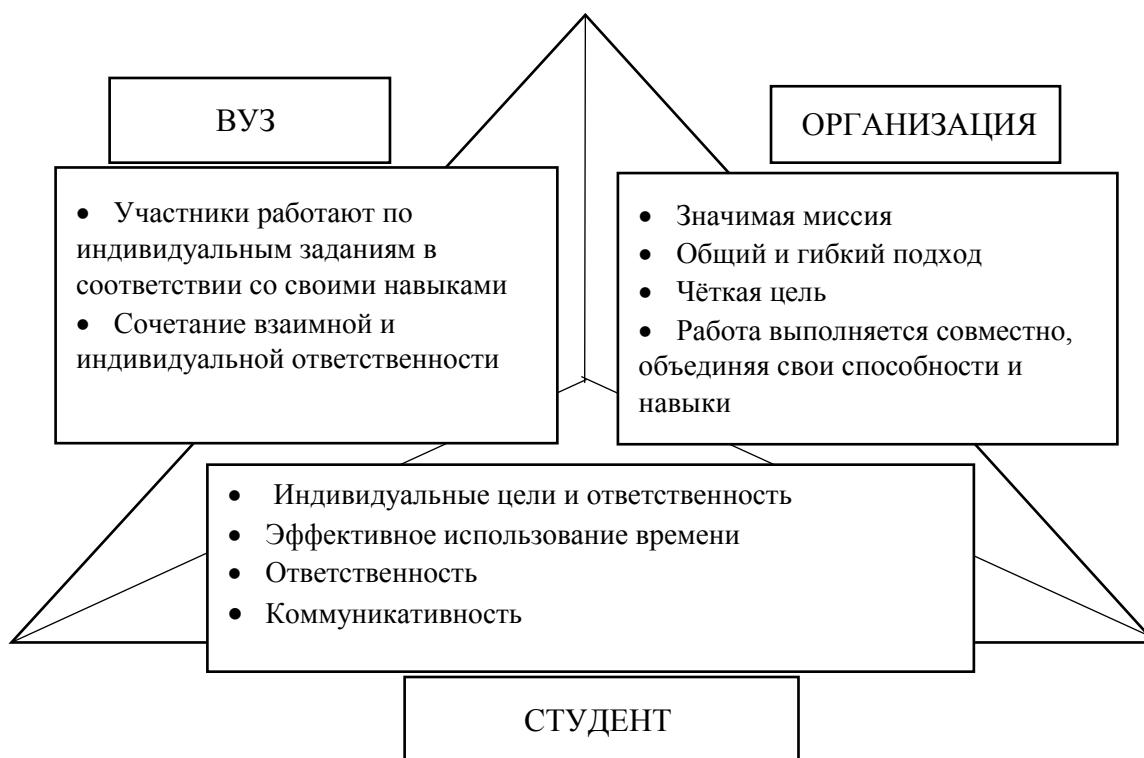 ВУЗ
• Участники работают по
индивидуальным заданиям в
соответствии со своими навыками
• Сочетание взаимной и
индивидуальной ответственности
ОРГАНИЗАЦИЯ
• Значимая миссия
• Общий и гибкий подход
• Чёткая цель
• Работа выполняется совместно,
объединяя свои способности и
навыки
• Индивидуальные цели и ответственность
• Эффективное использование времени
• Ответственность
• Коммуникативность
СТУДЕНТ